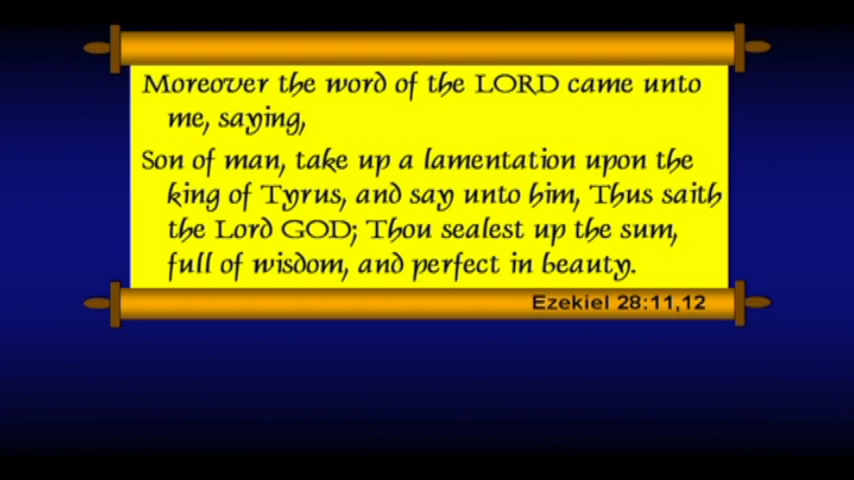 Moreover the word of the LORD came unto
me, saying,
Son of man, take up a lamentation upon the
king of Tyrus, and say unto him, Thus saith
the Lord GOD; Thou sealest up the sum,
full of wisdom, and perfect in beauty.
Ezekiel 28:11,12